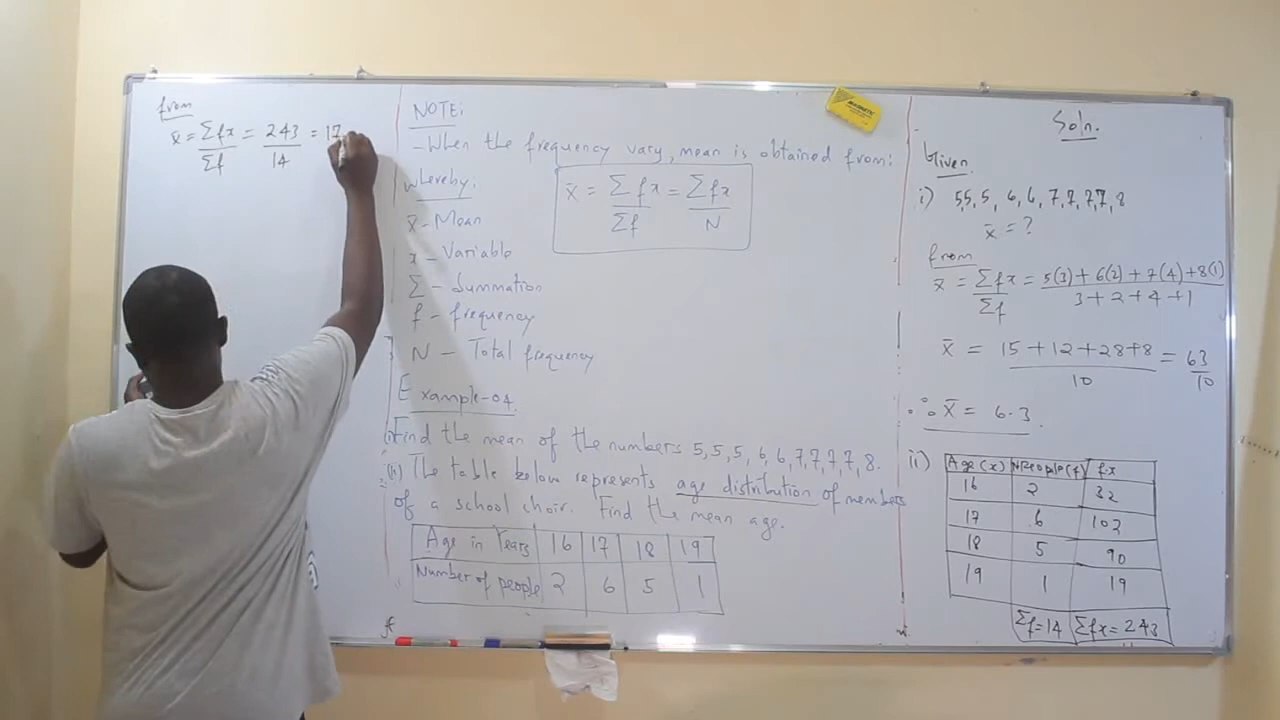 from
x̄ = Σfx = 243 = 17
Σf 14
NOTE:
- When the frequency vary, mean is obtained from:
x̄ = Σfx = Σfx
Σf N
Whereby:
x̄ - Mean
x - Variable
Σ - Summation
f - frequency
N - Total frequency
Example-04
(i) Find the mean of the numbers 5,5,5,6,6,7,7,7,7,8.
(ii) The table below represents age distribution of members
of a school choir. Find the mean age.
Age in Years 16 17 18 19
Number of people 2 6 5 1
Soln.
Given
i) 5,5,5, 6,6, 7,7,7,7, 8
x̄ = ?
from
x̄ = Σfx = 5(3) + 6(2) + 7(4) + 8(1)
Σf 3 + 2 + 4 + 1
x̄ = 15 + 12 + 28 + 8 = 63
10 10
∴ x̄ = 6.3
ii) Age (x) NPeople(f) fx
16 2 32
17 6 102
18 5 90
19 1 19
Σf = 14 Σfx = 243